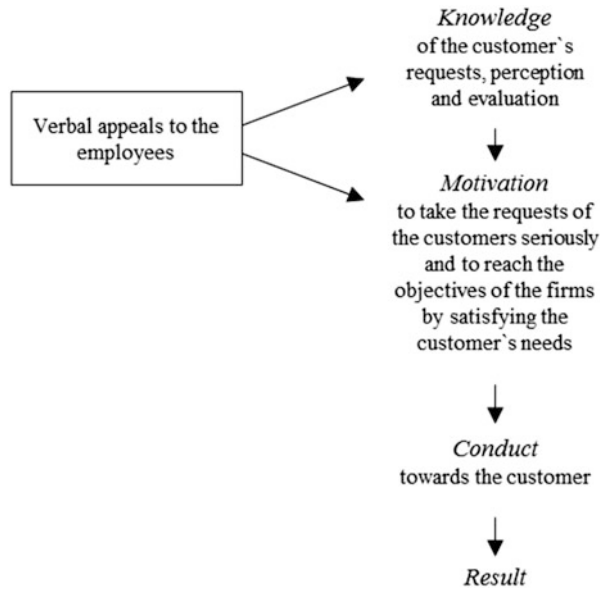 Knowledge
of the customer`s
requests, perception
and evaluation
Verbal appeals to the
employees
Motivation
to take the requests of
the customers seriously
and to reach the
objectives of the firms
by satisfying the
customer`s needs
Conduct
towards the customer
Result